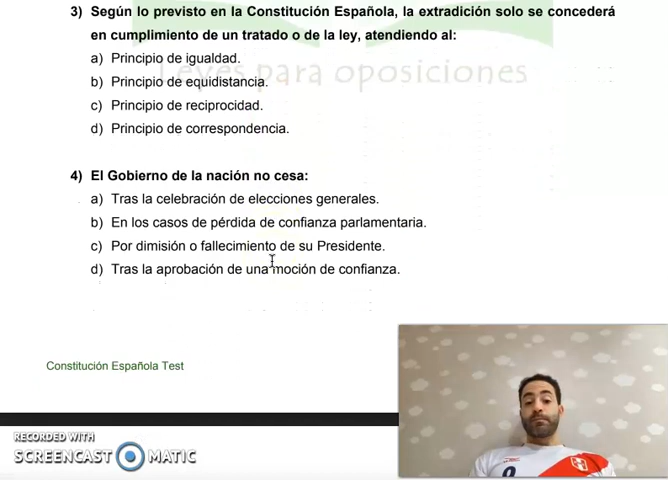 3) Según lo previsto en la Constitución Española, la extradición solo se concederá
en cumplimiento de un tratado o de la ley, atendiendo al:
Leyes para oposiciones
a) Principio de igualdad.
b) Principio de equidistancia.
c) Principio de reciprocidad.
d) Principio de correspondencia.
4) El Gobierno de la nación no cesa:
a) Tras la celebración de elecciones generales.
b) En los casos de pérdida de confianza parlamentaria.
c) Por dimisión o fallecimiento de su Presidente.
d) Tras la aprobación de una moción de confianza.
Constitución Española Test
RECORDED WITH
SCREENCAST MATIC